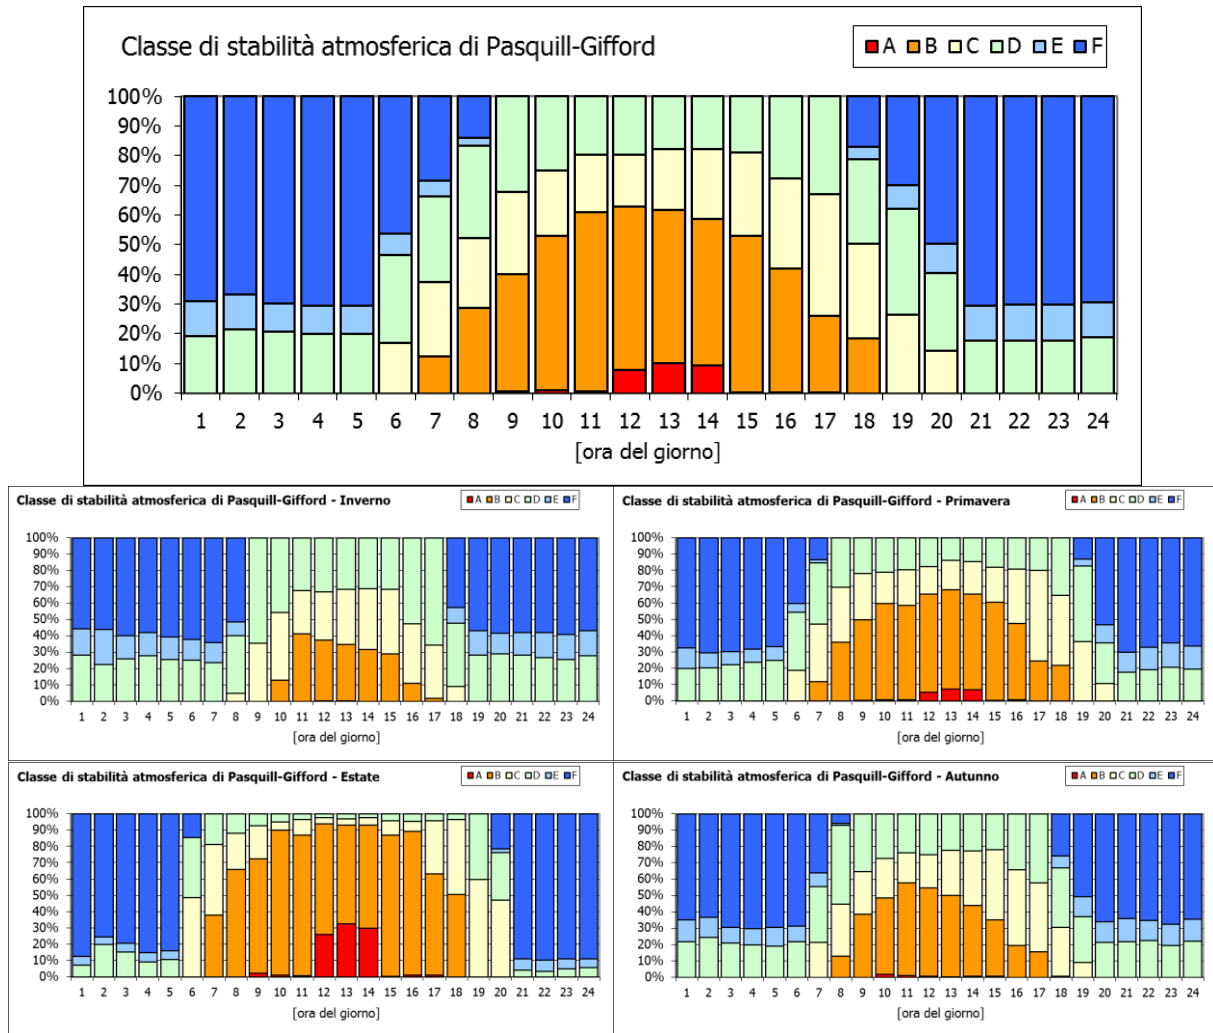 Classe di stabilità atmosferica di Pasquill-Gifford
A B C D E F
100%
90%
80%
70%
60%
50%
40%
30%
20%
10%
0%
1 2 3 4 5 6 7 8 9 10 11 12 13 14 15 16 17 18 19 20 21 22 23 24
[ora del giorno]
Classe di stabilità atmosferica di Pasquill-Gifford - Inverno
A B C D E F
100%
90%
80%
70%
60%
50%
40%
30%
20%
10%
0%
1 2 3 4 5 6 7 8 9 10 11 12 13 14 15 16 17 18 19 20 21 22 23 24
[ora del giorno]
Classe di stabilità atmosferica di Pasquill-Gifford - Primavera
A B C D E F
100%
90%
80%
70%
60%
50%
40%
30%
20%
10%
0%
1 2 3 4 5 6 7 8 9 10 11 12 13 14 15 16 17 18 19 20 21 22 23 24
[ora del giorno]
Classe di stabilità atmosferica di Pasquill-Gifford - Estate
A B C D E F
100%
90%
80%
70%
60%
50%
40%
30%
20%
10%
0%
1 2 3 4 5 6 7 8 9 10 11 12 13 14 15 16 17 18 19 20 21 22 23 24
[ora del giorno]
Classe di stabilità atmosferica di Pasquill-Gifford - Autunno
A B C D E F
100%
90%
80%
70%
60%
50%
40%
30%
20%
10%
0%
1 2 3 4 5 6 7 8 9 10 11 12 13 14 15 16 17 18 19 20 21 22 23 24
[ora del giorno]